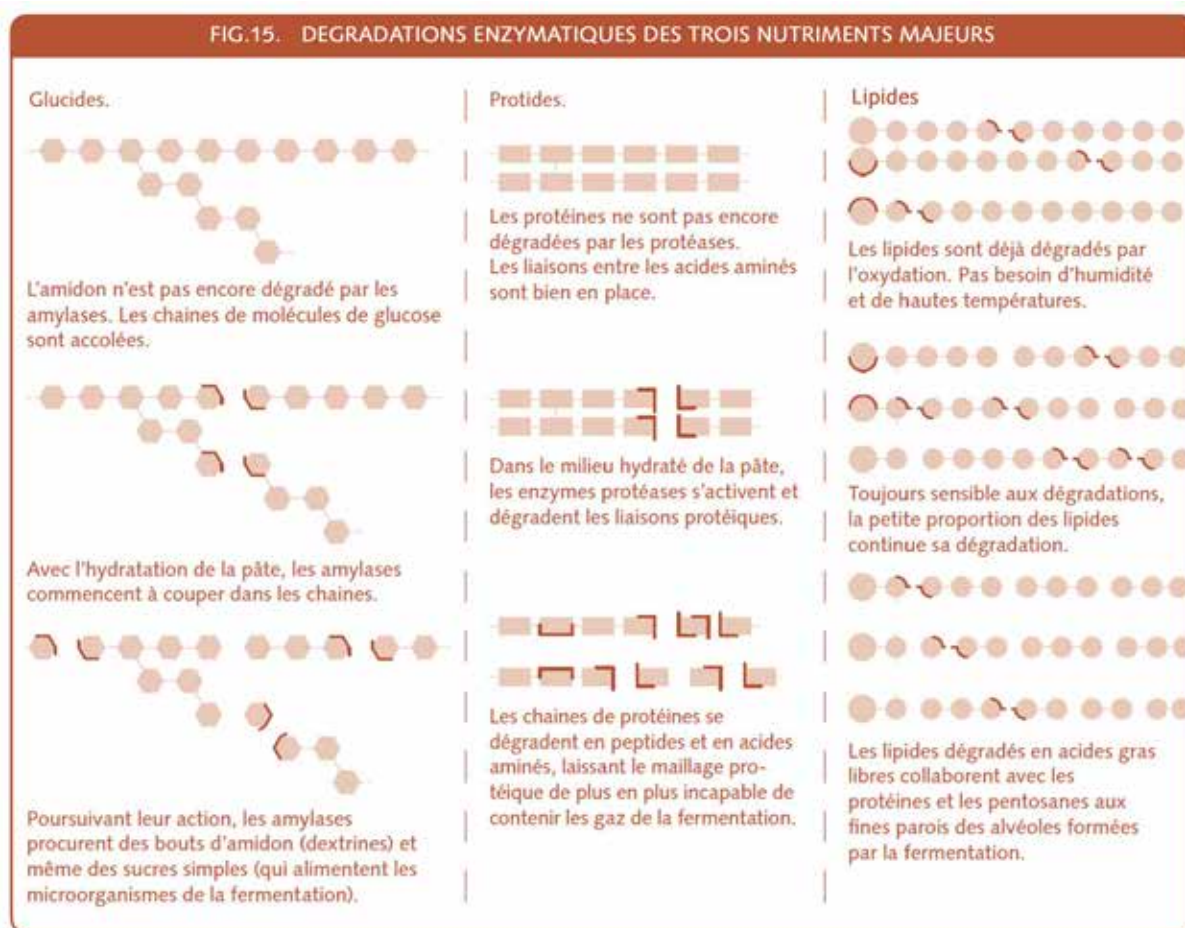 FIG.15. DEGRADATIONS ENZYMATIQUES DES TROIS NUTRIMENTS MAJEURS
Glucides.
L'amidon n'est pas encore dégradé par les
amylases. Les chaines de molécules de glucose
sont accolées.
Avec l'hydratation de la pâte, les amylases
commencent à couper dans les chaines.
Poursuivant leur action, les amylases
procurent des bouts d'amidon (dextrines) et
même des sucres simples (qui alimentent les
microorganismes de la fermentation).
Protides.
Les protéines ne sont pas encore
dégradées par les protéases.
Les liaisons entre les acides aminés
sont bien en place.
Dans le milieu hydraté de la pâte,
les enzymes protéases s'activent et
dégradent les liaisons protéiques.
Les chaines de protéines se
dégradent en peptides et en acides
aminés, laissant le maillage pro-
téique de plus en plus incapable de
contenir les gaz de la fermentation.
Lipides
Les lipides sont déjà dégradés par
l'oxydation. Pas besoin d'humidité
et de hautes températures.
Toujours sensible aux dégradations,
la petite proportion des lipides
continue sa dégradation.
Les lipides dégradés en acides gras
libres collaborent avec les
protéines et les pentosanes aux
fines parois des alvéoles formées
par la fermentation.